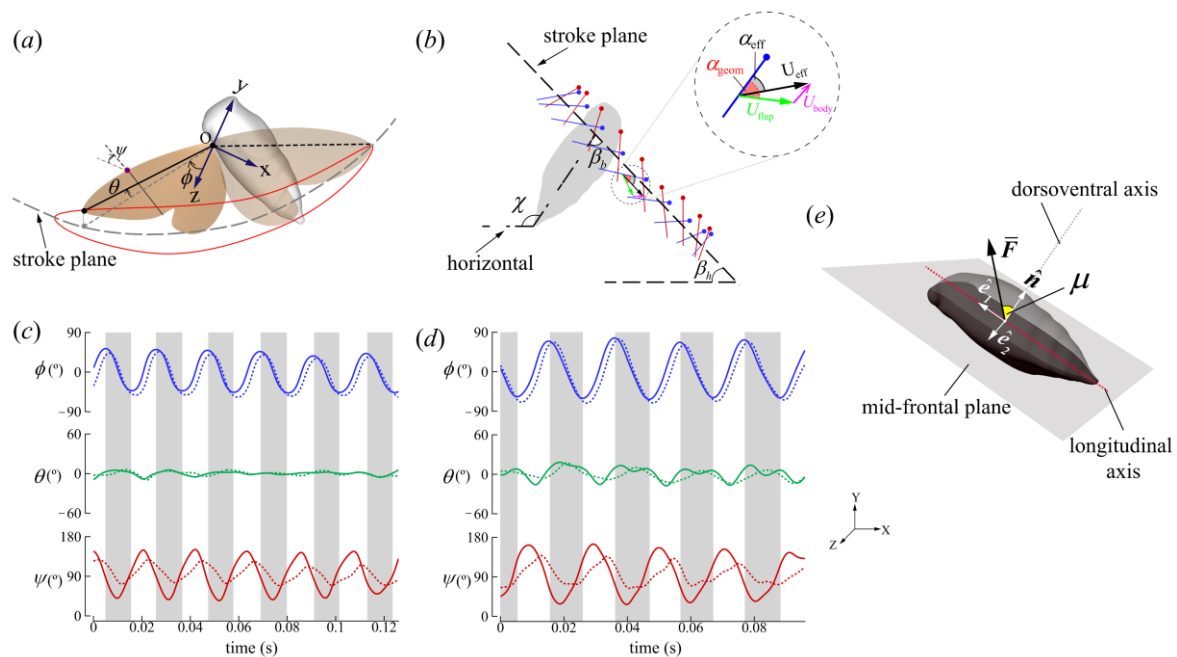 (a)
y
ψ
O
θ
ϕ
x
z
stroke plane
(b)
stroke plane
α_eff
α_geom
U_eff
U_body
U_flap
β_b
χ
horizontal
β_h
(e)
dorsoventral axis
F̄
n̂
μ
ê_1
ê_2
mid-frontal plane
longitudinal
axis
Y
X
Z
(c)
90
ϕ(º)
0
−90
60
θ(º)
0
−60
180
ψ(º)
90
0
0 0.02 0.04 0.06 0.08 0.1 0.12
time (s)
(d)
90
ϕ(º)
0
−90
60
θ(º)
0
−60
180
ψ(º)
90
0
0 0.02 0.04 0.06 0.08
time (s)